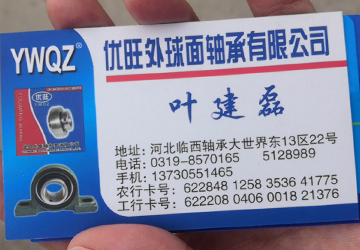 YWQZ
优旺外球面轴承有限公司
叶建磊
地址: 河北临西轴承大世界东13区22号
电话: 0319-8570165 5128989
手机: 13730551465
农行卡号: 622848 1258 3536 41775
工行卡号: 622208 0406 0018 21376
优旺